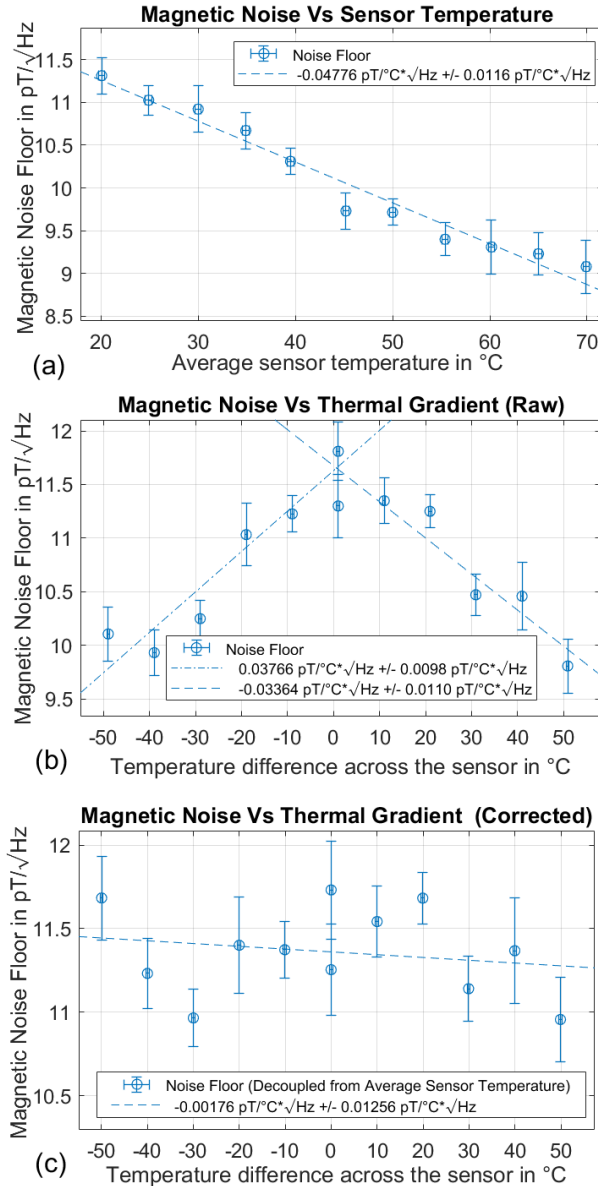 Magnetic Noise Vs Sensor Temperature
Magnetic Noise Floor in pT/√Hz
11.5
11
10.5
10
9.5
9
8.5
Noise Floor
-0.04776 pT/°C*√Hz +/- 0.0116 pT/°C*√Hz
20 30 40 50 60 70
Average sensor temperature in °C
(a)
Magnetic Noise Vs Thermal Gradient (Raw)
Magnetic Noise Floor in pT/√Hz
12
11.5
11
10.5
10
9.5
Noise Floor
0.03766 pT/°C*√Hz +/- 0.0098 pT/°C*√Hz
-0.03364 pT/°C*√Hz +/- 0.0110 pT/°C*√Hz
-50 -40 -30 -20 -10 0 10 20 30 40 50
Temperature difference across the sensor in °C
(b)
Magnetic Noise Vs Thermal Gradient (Corrected)
Magnetic Noise Floor in pT/√Hz
12
11.5
11
10.5
Noise Floor (Decoupled from Average Sensor Temperature)
-0.00176 pT/°C*√Hz +/- 0.01256 pT/°C*√Hz
-50 -40 -30 -20 -10 0 10 20 30 40 50
Temperature difference across the sensor in °C
(c)